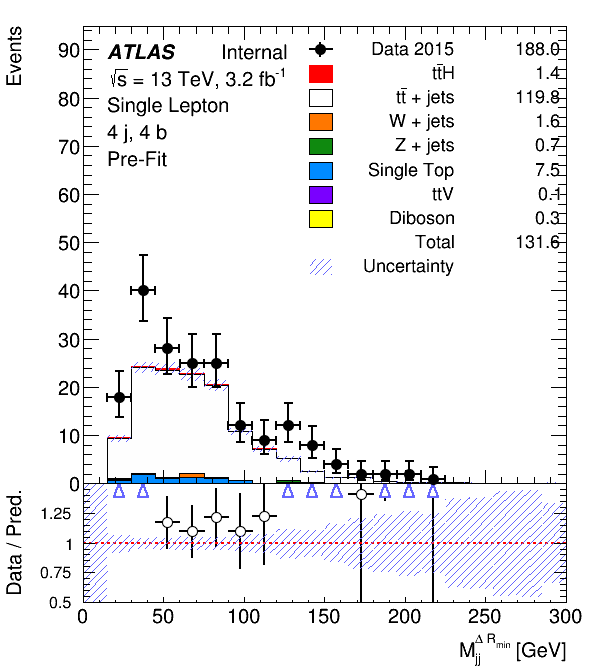 Events
90
80
70
60
50
40
30
20
10
0
ATLAS Internal
√s = 13 TeV, 3.2 fb-1
Single Lepton
4 j, 4 b
Pre-Fit
Data 2015 188.0
tt̄H 1.4
tt̄ + jets 119.8
W + jets 1.6
Z + jets 0.7
Single Top 7.5
ttV 0.1
Diboson 0.3
Total 131.6
Uncertainty
Data / Pred.
1.25
1
0.75
0.5
0 50 100 150 200 250 300
M_jj^Δ R_min [GeV]